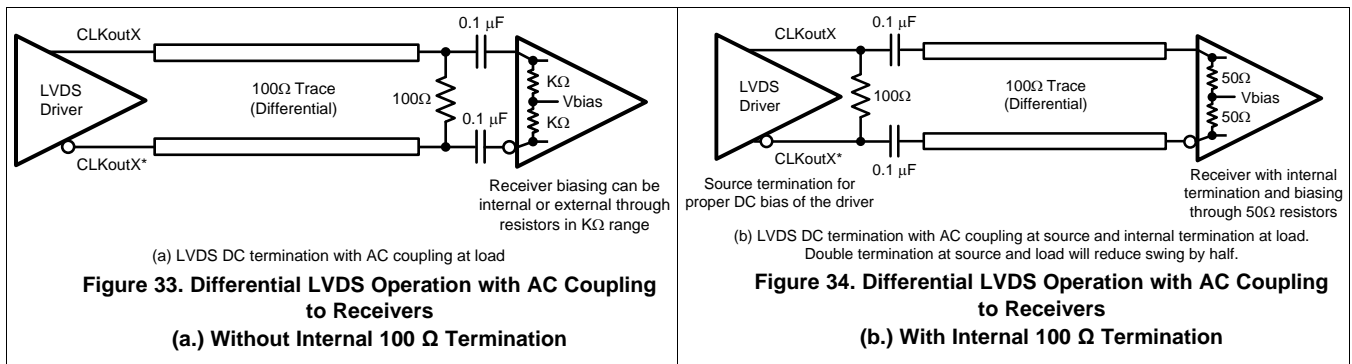 CLKoutX
0.1 µF
LVDS
Driver
100Ω Trace
(Differential)
100Ω
KΩ
Vbias
KΩ
0.1 µF
CLKoutX*
Receiver biasing can be
internal or external through
resistors in KΩ range
(a) LVDS DC termination with AC coupling at load
Figure 33. Differential LVDS Operation with AC Coupling
to Receivers
(a.) Without Internal 100 Ω Termination
CLKoutX
0.1 µF
LVDS
Driver
100Ω
100Ω Trace
(Differential)
50Ω
Vbias
50Ω
CLKoutX*
0.1 µF
Source termination for
proper DC bias of the driver
Receiver with internal
termination and biasing
through 50Ω resistors
(b) LVDS DC termination with AC coupling at source and internal termination at load.
Double termination at source and load will reduce swing by half.
Figure 34. Differential LVDS Operation with AC Coupling
to Receivers
(b.) With Internal 100 Ω Termination